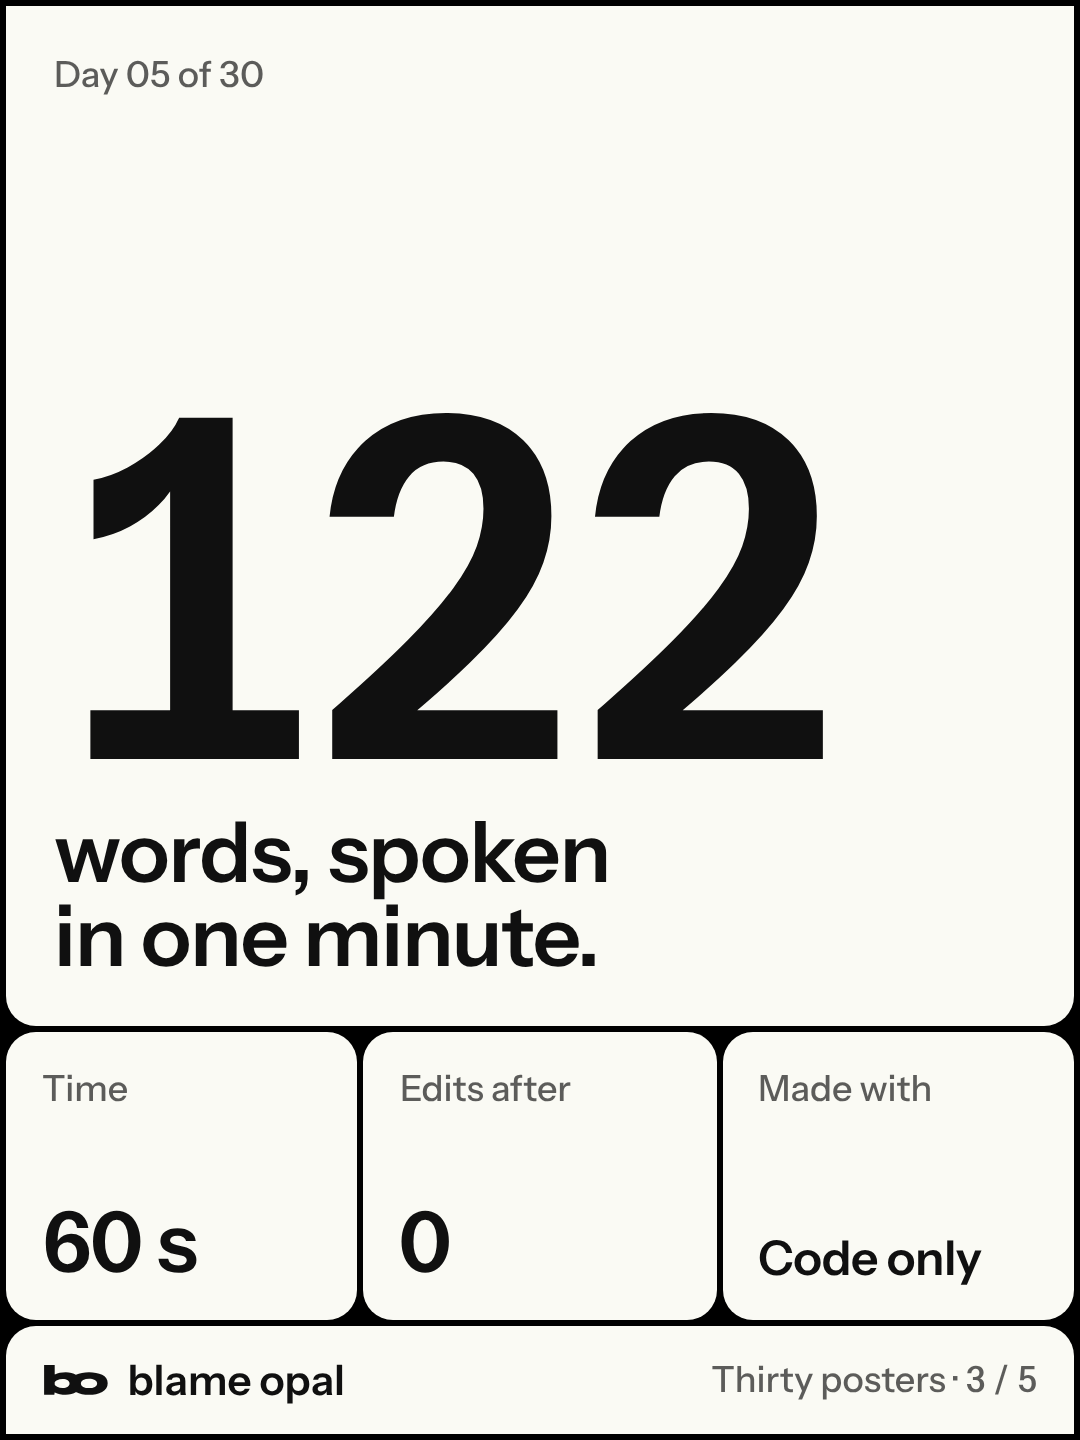 Day 05 of 30
122
words, spoken
in one minute.
Time
60 s
Edits after
0
Made with
Code only
bo blame opal
Thirty posters · 3 / 5